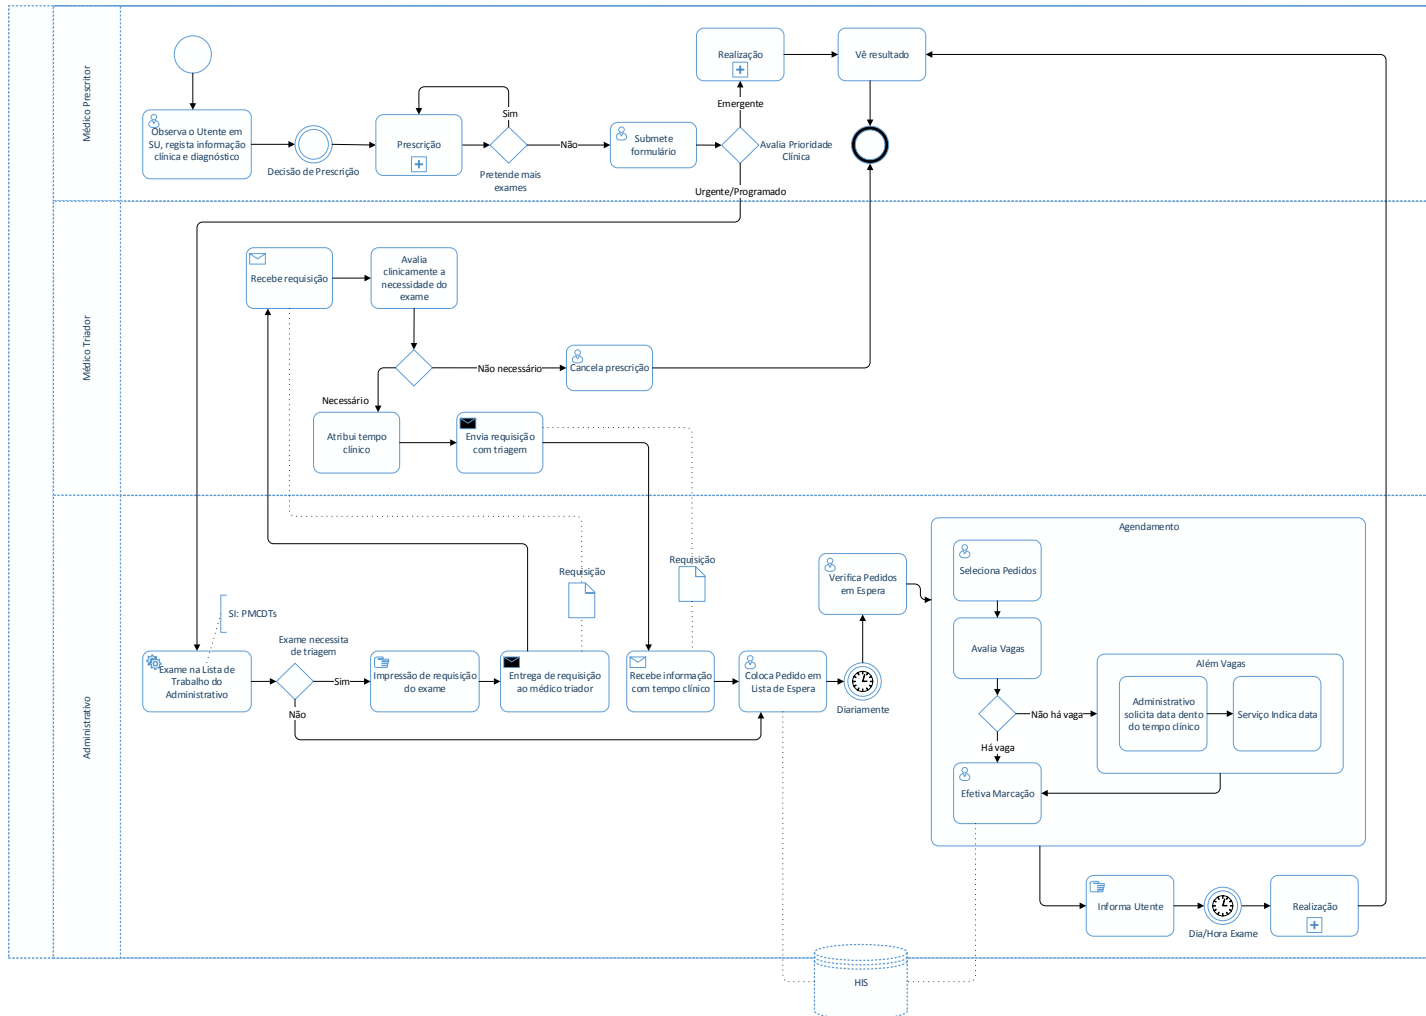 Médico Prescritor
Observa o Utente em
SU, regista informação
clínica e diagnóstico
Decisão de Prescrição
Prescrição
Sim
Pretende mais
exames
Não
Submete
formulário
Realização
Emergente
Avalia Prioridade
Clínica
Urgente/Programado
Vê resultado
Médico Triador
Recebe requisição
Avalia
clinicamente a
necessidade do
exame
Não necessário
Cancela prescrição
Necessário
Atribui tempo
clínico
Envia requisição
com triagem
Administrativo
SI: PMCDTs
Exame na Lista de
Trabalho do
Administrativo
Exame necessita
de triagem
Sim
Não
Impressão de requisição
do exame
Entrega de requisição
ao médico triador
Requisição
Requisição
Recebe informação
com tempo clínico
Coloca Pedido em
Lista de Espera
Diariamente
Verifica Pedidos
em Espera
Agendamento
Seleciona Pedidos
Avalia Vagas
Não há vaga
Há vaga
Além Vagas
Administrativo
solicita data dento
do tempo clínico
Serviço Indica data
Efetiva Marcação
Informa Utente
Dia/Hora Exame
Realização
HIS